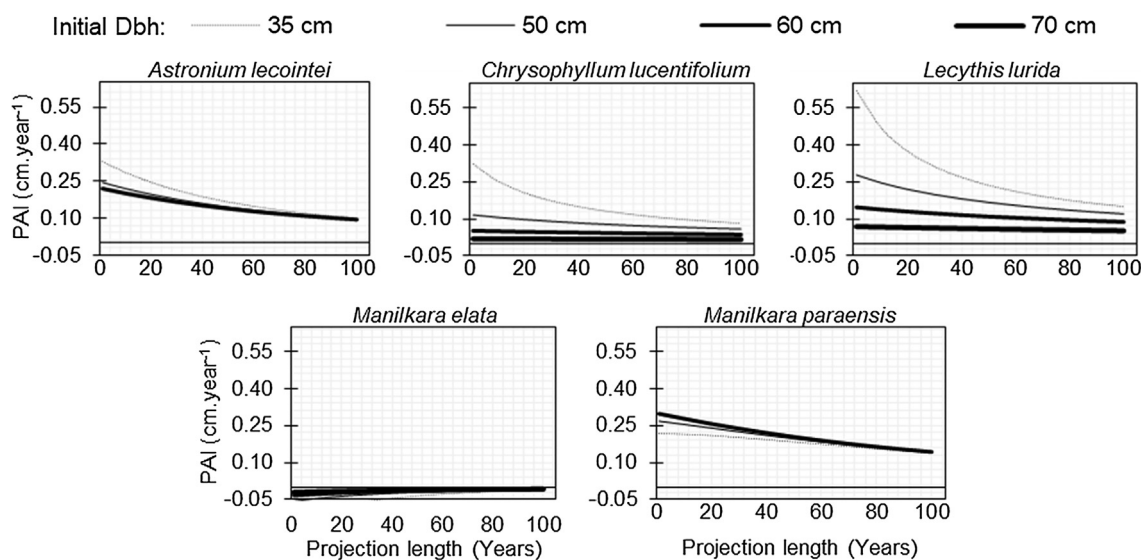 Initial Dbh: 35 cm 50 cm 60 cm 70 cm
Astronium lecointei Chrysophyllum lucentifolium Lecythis lurida
PAI (cm.year-1)
0.55 0.55 0.55
0.40 0.40 0.40
0.25 0.25 0.25
0.10 0.10 0.10
-0.05 -0.05 -0.05
0 20 40 60 80 100 0 20 40 60 80 100 0 20 40 60 80 100
Manilkara elata Manilkara paraensis
PAI (cm.year-1)
0.55 0.55
0.40 0.40
0.25 0.25
0.10 0.10
-0.05 -0.05
0 20 40 60 80 100 0 20 40 60 80 100
Projection length (Years) Projection length (Years)